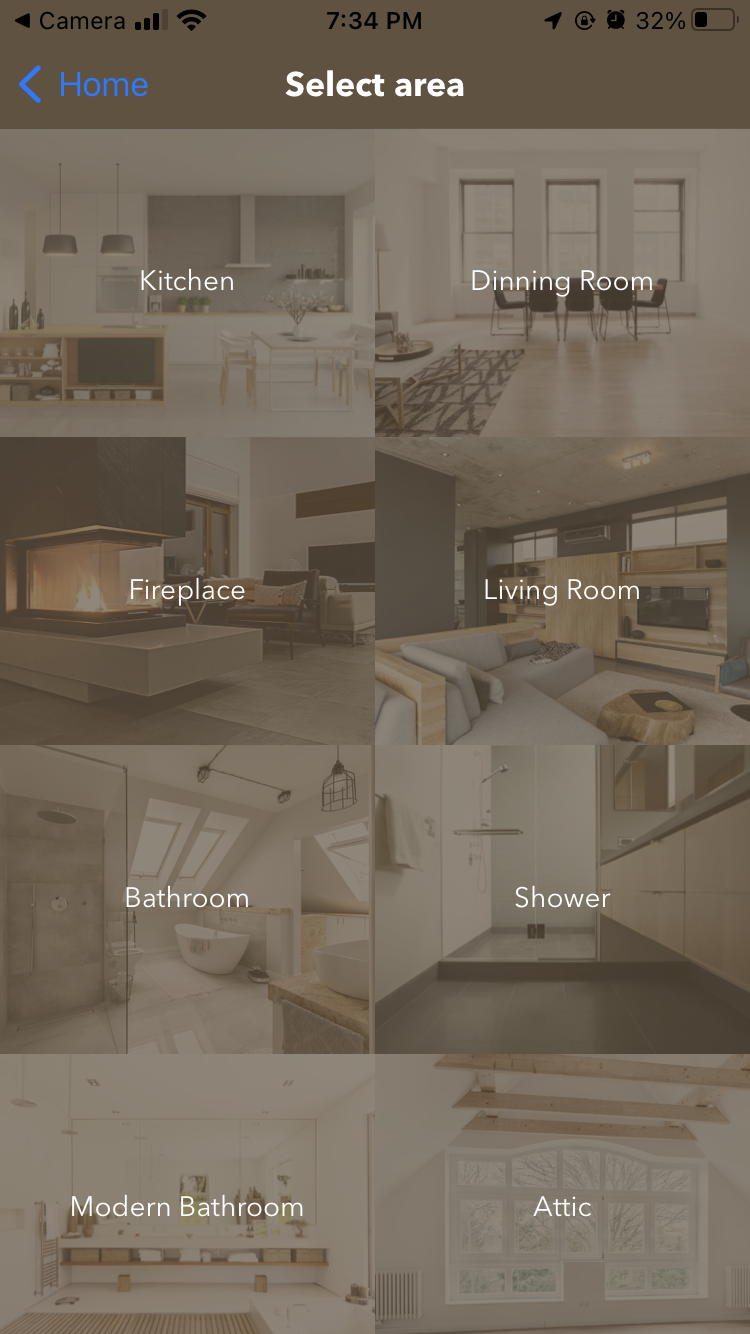 Camera 7:34 PM 32%
Home Select area
Kitchen Dinning Room
Fireplace Living Room
Bathroom Shower
Modern Bathroom Attic